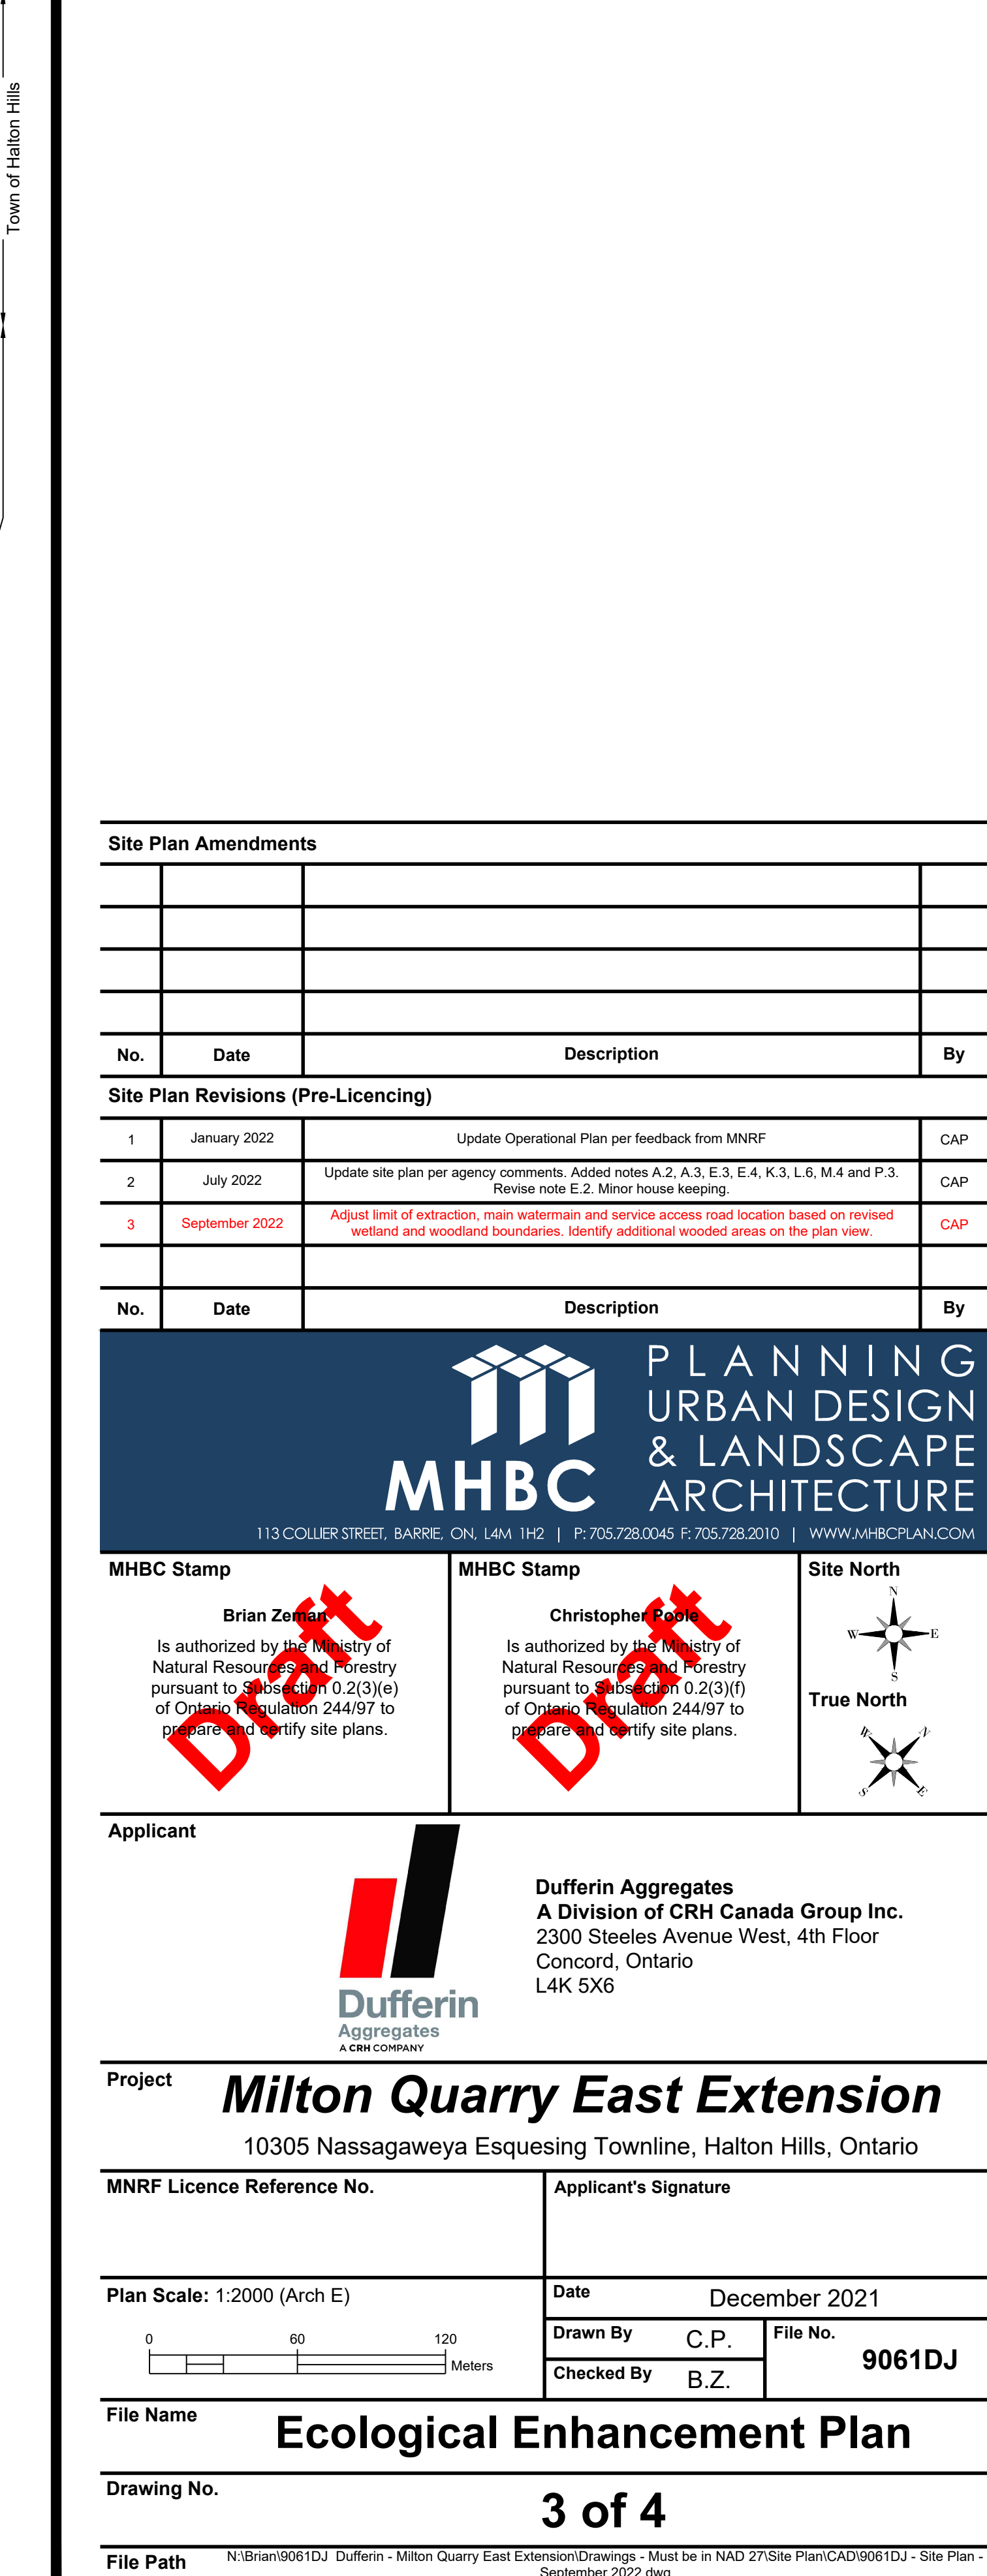 Town of Halton Hills
Site Plan Amendments
No. Date Description By
Site Plan Revisions (Pre-Licencing)
1 January 2022 Update Operational Plan per feedback from MNRF CAP
2 July 2022 Update site plan per agency comments. Added notes A.2, A.3, E.3, E.4, K.3, L.6, M.4 and P.3.
Revise note E.2. Minor house keeping. CAP
3 September 2022 Adjust limit of extraction, main watermain and service access road location based on revised
wetland and woodland boundaries. Identify additional wooded areas on the plan view. CAP
No. Date Description By
PLANNING
URBAN DESIGN
& LANDSCAPE
ARCHITECTURE
MHBC
113 COLLIER STREET, BARRIE, ON, L4M 1H2 | P: 705.728.0045 F: 705.728.2010 | WWW.MHBCPLAN.COM
MHBC Stamp
Brian Zeman
Is authorized by the Ministry of
Natural Resources and Forestry
pursuant to Subsection 0.2(3)(e)
of Ontario Regulation 244/97 to
prepare and certify site plans.
Draft
MHBC Stamp
Christopher Poole
Is authorized by the Ministry of
Natural Resources and Forestry
pursuant to Subsection 0.2(3)(f)
of Ontario Regulation 244/97 to
prepare and certify site plans.
Draft
Site North
N
W E
S
True North
W N
S E
Applicant
Dufferin
Aggregates
A CRH COMPANY
Dufferin Aggregates
A Division of CRH Canada Group Inc.
2300 Steeles Avenue West, 4th Floor
Concord, Ontario
L4K 5X6
Project
Milton Quarry East Extension
10305 Nassagaweya Esquesing Townline, Halton Hills, Ontario
MNRF Licence Reference No.
Applicant's Signature
Plan Scale: 1:2000 (Arch E)
0 60 120
Meters
Date December 2021
Drawn By C.P.
Checked By B.Z.
File No.
9061DJ
File Name
Ecological Enhancement Plan
Drawing No.
3 of 4
File Path
N:\Brian\9061DJ Dufferin - Milton Quarry East Extension\Drawings - Must be in NAD 27\Site Plan\CAD\9061DJ - Site Plan -
September 2022.dwg